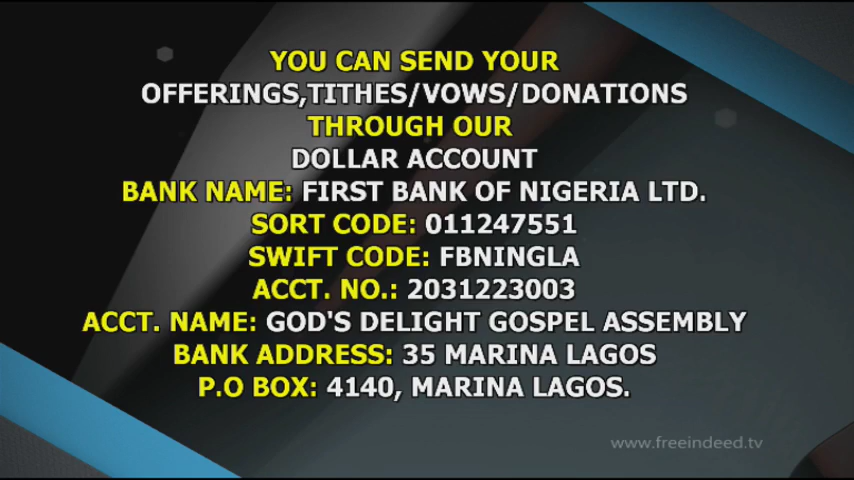 YOU CAN SEND YOUR
OFFERINGS,TITHES/VOWS/DONATIONS
THROUGH OUR
DOLLAR ACCOUNT
BANK NAME: FIRST BANK OF NIGERIA LTD.
SORT CODE: 011247551
SWIFT CODE: FBNINGLA
ACCT. NO.: 2031223003
ACCT. NAME: GOD'S DELIGHT GOSPEL ASSEMBLY
BANK ADDRESS: 35 MARINA LAGOS
P.O BOX: 4140, MARINA LAGOS.
www.freeindeed.tv